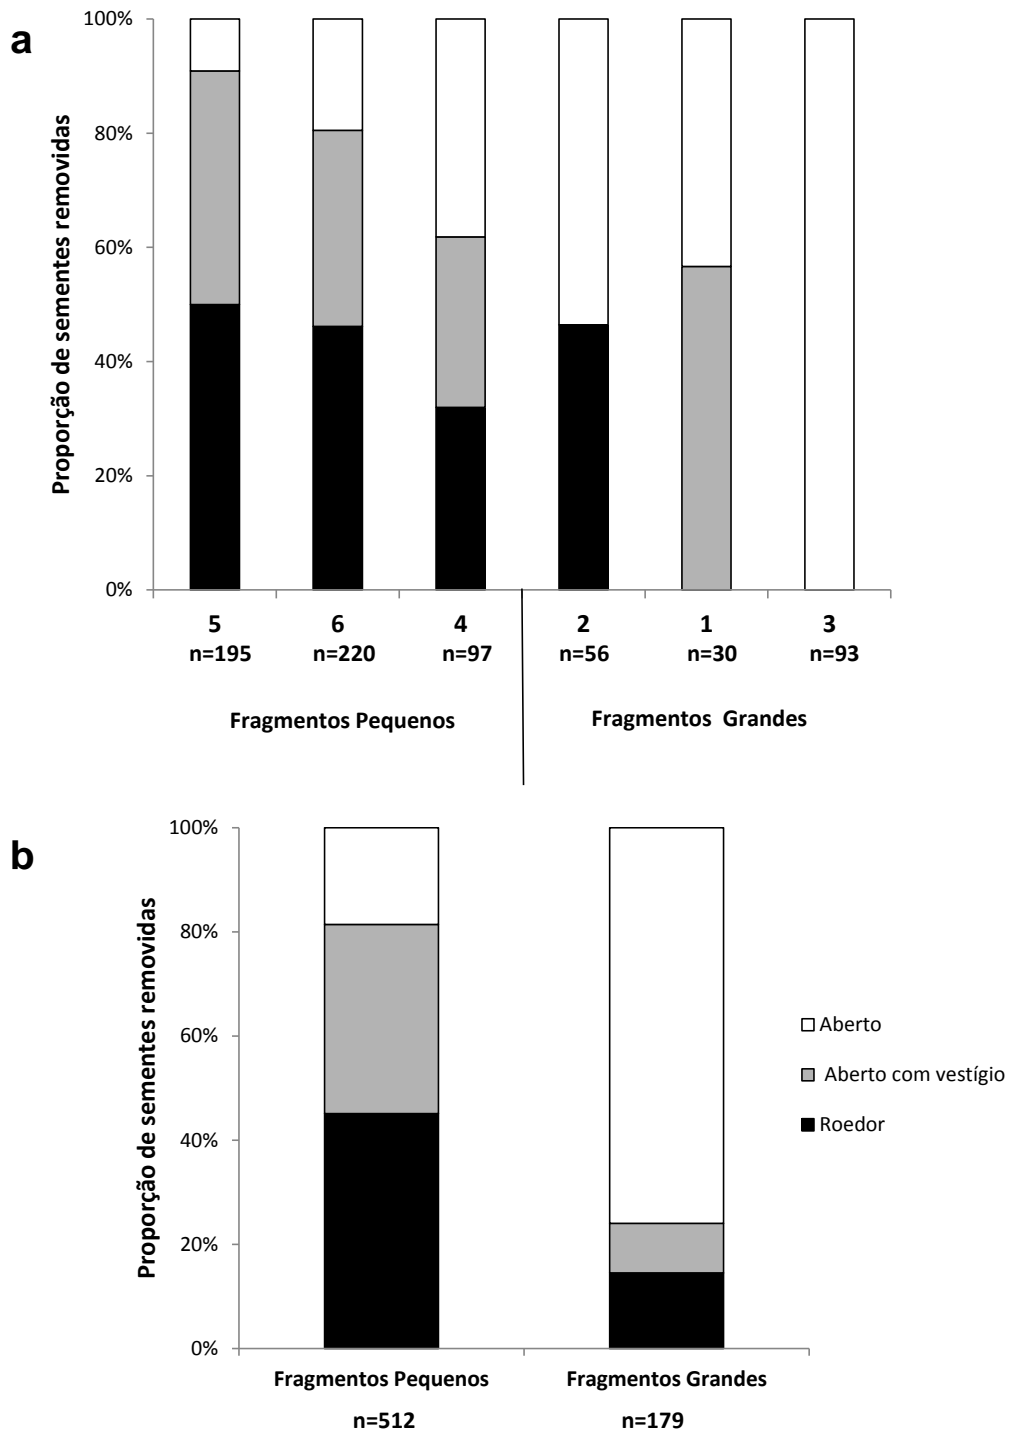 a
Proporção de sementes removidas
100%
80%
60%
40%
20%
0%
5 6 4 2 1 3
n=195 n=220 n=97 n=56 n=30 n=93
Fragmentos Pequenos Fragmentos Grandes
b
Proporção de sementes removidas
100%
80%
60%
40%
20%
0%
Aberto
Aberto com vestígio
Roedor
Fragmentos Pequenos Fragmentos Grandes
n=512 n=179